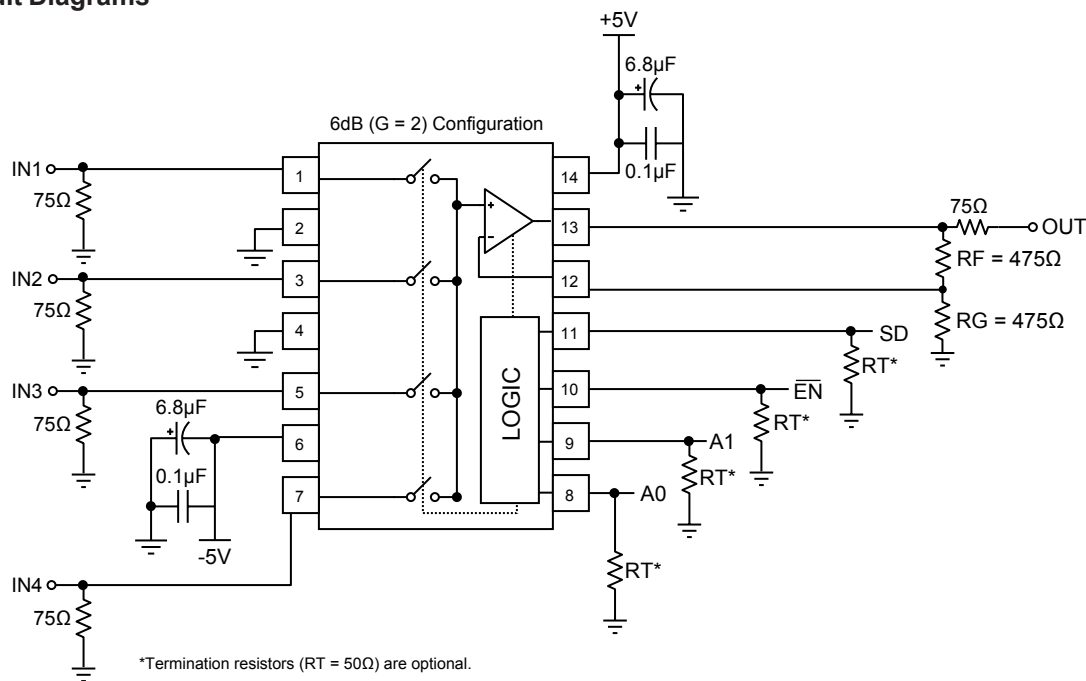 uit Diagrams
+5V
6.8µF
+
0.1µF
6dB (G = 2) Configuration
IN1
75Ω
1
2
IN2
75Ω
3
4
IN3
75Ω
5
6.8µF
+
6
0.1µF
7
-5V
IN4
75Ω
+
-
LOGIC
14
13
12
11
10
9
8
75Ω
OUT
RF = 475Ω
RG = 475Ω
SD
RT*
E̅N̅
RT*
A1
RT*
A0
RT*
*Termination resistors (RT = 50Ω) are optional.